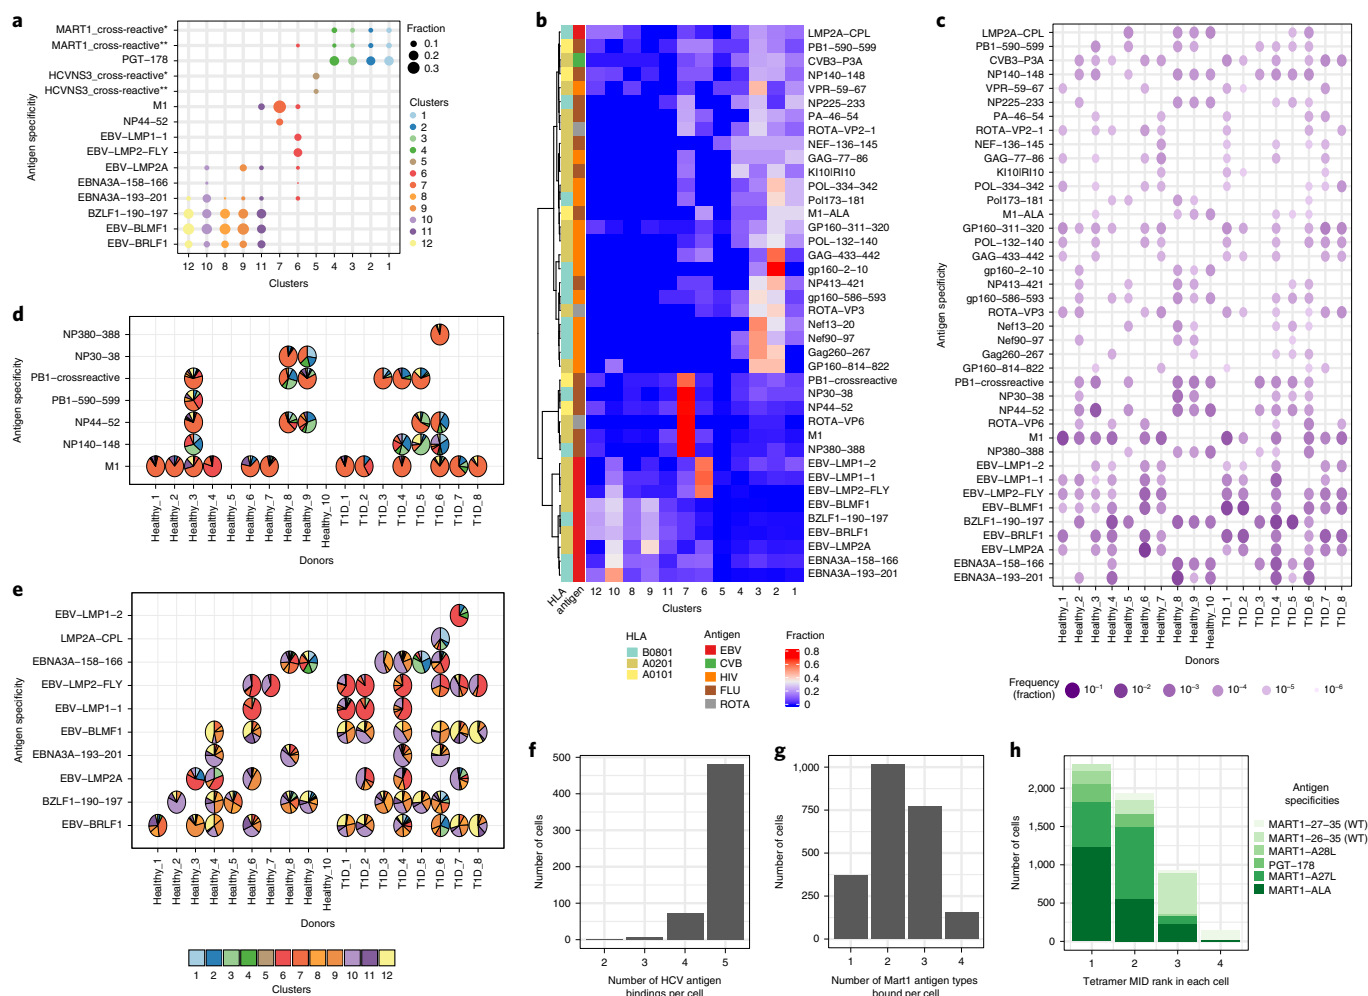 a
MART1_cross-reactive*
MART1_cross-reactive**
PGT-178
HCVNS3_cross-reactive*
HCVNS3_cross-reactive**
M1
NP44-52
EBV-LMP1-1
EBV-LMP2-FLY
EBV-LMP2A
EBNA3A-158-166
EBNA3A-193-201
BZLF1-190-197
EBV-BLMF1
EBV-BRLF1
Antigen specificity
12 10 8 9 11 7 6 5 4 3 2 1
Clusters
Fraction
0.1
0.2
0.3
Clusters
1
2
3
4
5
6
7
8
9
10
11
12
b
LMP2A-CPL
PB1-590-599
CVB3-P3A
NP140-148
VPR-59-67
NP225-233
PA-46-54
ROTA-VP2-1
NEF-136-145
GAG-77-86
KI10IRI10
POL-334-342
Pol173-181
M1-ALA
GP160-311-320
POL-132-140
GAG-433-442
gp160-2-10
NP413-421
gp160-586-593
ROTA-VP3
Nef13-20
Nef90-97
Gag260-267
GP160-814-822
PB1-crossreactive
NP30-38
NP44-52
ROTA-VP6
M1
NP380-388
EBV-LMP1-2
EBV-LMP1-1
EBV-LMP2-FLY
EBV-BLMF1
BZLF1-190-197
EBV-BRLF1
EBV-LMP2A
EBNA3A-158-166
EBNA3A-193-201
HLA
antigen
12 10 8 9 11 7 6 5 4 3 2 1
Clusters
HLA
B0801
A0201
A0101
Antigen
EBV
CVB
HIV
FLU
ROTA
Fraction
0.8
0.6
0.4
0.2
0
c
LMP2A-CPL
PB1-590-599
CVB3-P3A
NP140-148
VPR-59-67
NP225-233
PA-46-54
ROTA-VP2-1
NEF-136-145
GAG-77-86
KI10IRI10
POL-334-342
Pol173-181
M1-ALA
GP160-311-320
POL-132-140
GAG-433-442
gp160-2-10
NP413-421
gp160-586-593
ROTA-VP3
Nef13-20
Nef90-97
Gag260-267
GP160-814-822
PB1-crossreactive
NP30-38
NP44-52
ROTA-VP6
M1
NP380-388
EBV-LMP1-2
EBV-LMP1-1
EBV-LMP2-FLY
EBV-BLMF1
BZLF1-190-197
EBV-BRLF1
EBV-LMP2A
EBNA3A-158-166
EBNA3A-193-201
Antigen specificity
Healthy_1
Healthy_2
Healthy_3
Healthy_4
Healthy_5
Healthy_6
Healthy_7
Healthy_8
Healthy_9
Healthy_10
T1D_1
T1D_2
T1D_3
T1D_4
T1D_5
T1D_6
T1D_7
T1D_8
Donors
Frequency
(fraction)
10⁻¹
10⁻²
10⁻³
10⁻⁴
10⁻⁵
10⁻⁶
d
NP380-388
NP30-38
PB1-crossreactive
PB1-590-599
NP44-52
NP140-148
M1
Antigen specificity
Healthy_1
Healthy_2
Healthy_3
Healthy_4
Healthy_5
Healthy_6
Healthy_7
Healthy_8
Healthy_9
Healthy_10
T1D_1
T1D_2
T1D_3
T1D_4
T1D_5
T1D_6
T1D_7
T1D_8
Donors
e
EBV-LMP1-2
LMP2A-CPL
EBNA3A-158-166
EBV-LMP2-FLY
EBV-LMP1-1
EBV-BLMF1
EBNA3A-193-201
EBV-LMP2A
BZLF1-190-197
EBV-BRLF1
Antigen specificity
Healthy_1
Healthy_2
Healthy_3
Healthy_4
Healthy_5
Healthy_6
Healthy_7
Healthy_8
Healthy_9
Healthy_10
T1D_1
T1D_2
T1D_3
T1D_4
T1D_5
T1D_6
T1D_7
T1D_8
Donors
1 2 3 4 5 6 7 8 9 10 11 12
Clusters
f
500
400
300
200
100
0
Number of cells
2 3 4 5
Number of HCV antigen
bindings per cell
g
1,000
750
500
250
0
Number of cells
1 2 3 4
Number of Mart1 antigen types
bound per cell
h
2,000
1,500
1,000
500
0
Number of cells
1 2 3 4
Tetramer MID rank in each cell
Antigen
specificities
MART1-27-35 (WT)
MART1-26-35 (WT)
MART1-A28L
PGT-178
MART1-A27L
MART1-ALA